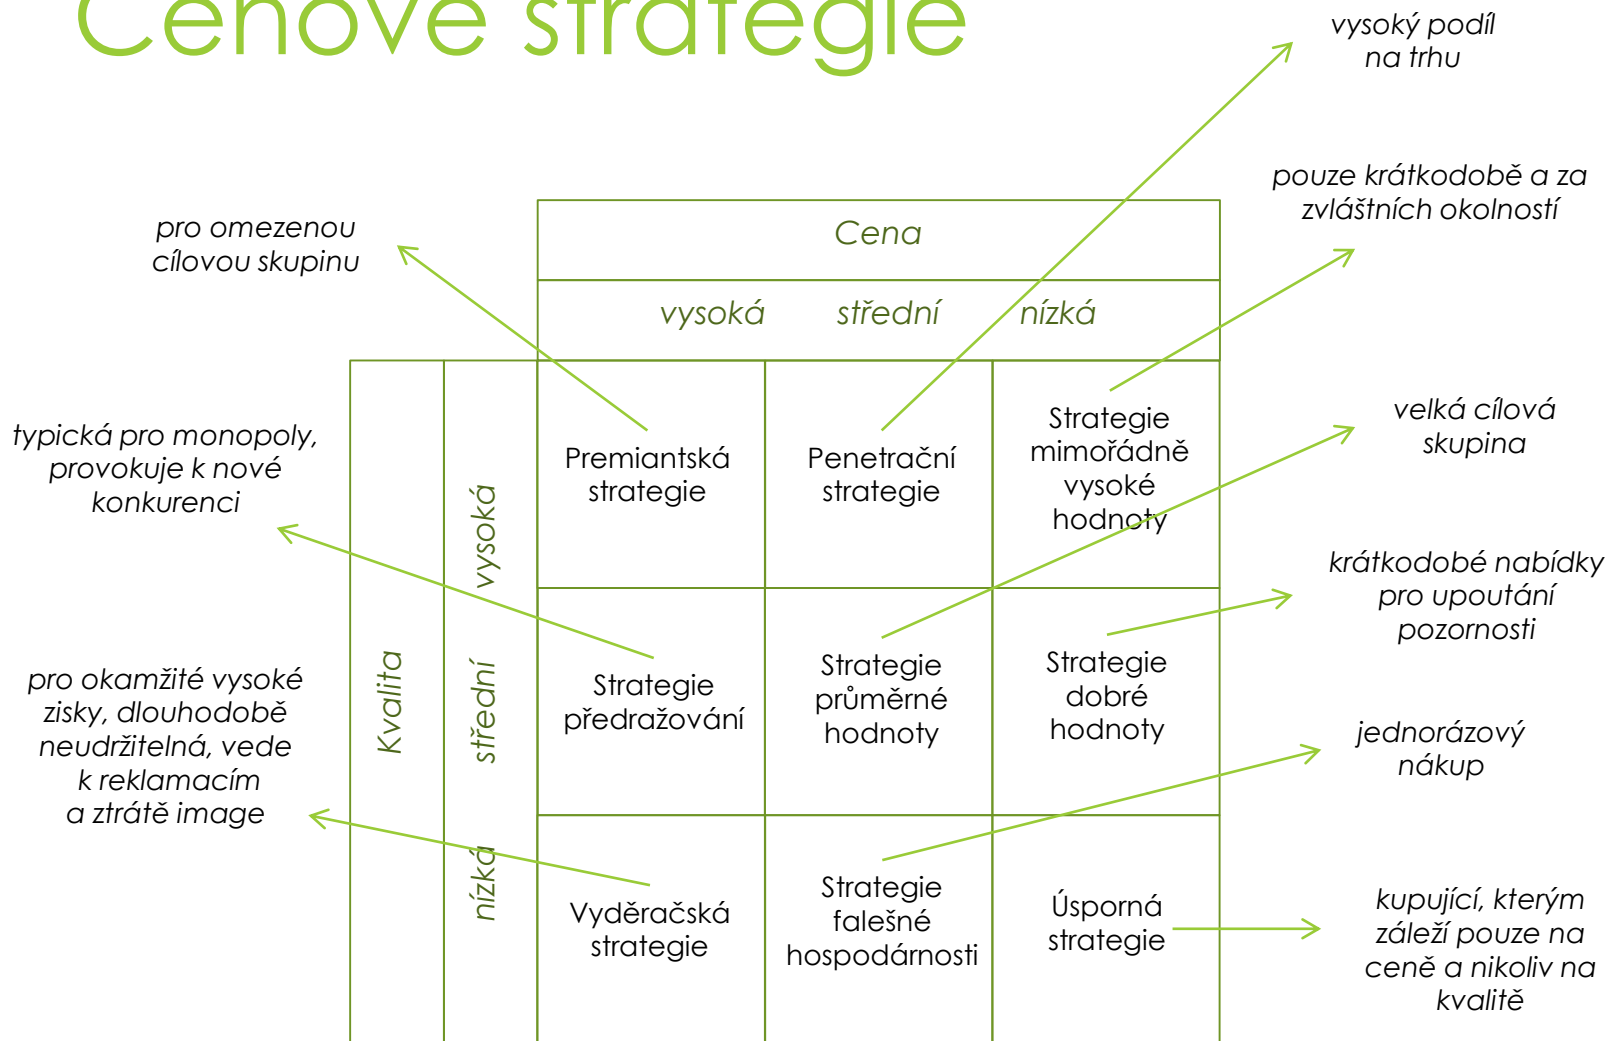 Cenové strategie
vysoký podíl
na trhu
pouze krátkodobě a za
zvláštních okolností
pro omezenou
cílovou skupinu
Cena
vysoká střední nízká
typická pro monopoly,
provokuje k nové
konkurenci
velká cílová
skupina
Kvalita
vysoká
střední
nízká
Premiantská
strategie
Penetrační
strategie
Strategie
mimořádně
vysoké
hodnoty
krátkodobé nabídky
pro upoutání
pozornosti
pro okamžité vysoké
zisky, dlouhodobě
neudržitelná, vede
k reklamacím
a ztrátě image
Strategie
předražování
Strategie
průměrné
hodnoty
Strategie
dobré
hodnoty
jednorázový
nákup
Vyděračská
strategie
Strategie
falešné
hospodárnosti
Úsporná
strategie
kupující, kterým
záleží pouze na
ceně a nikoliv na
kvalitě